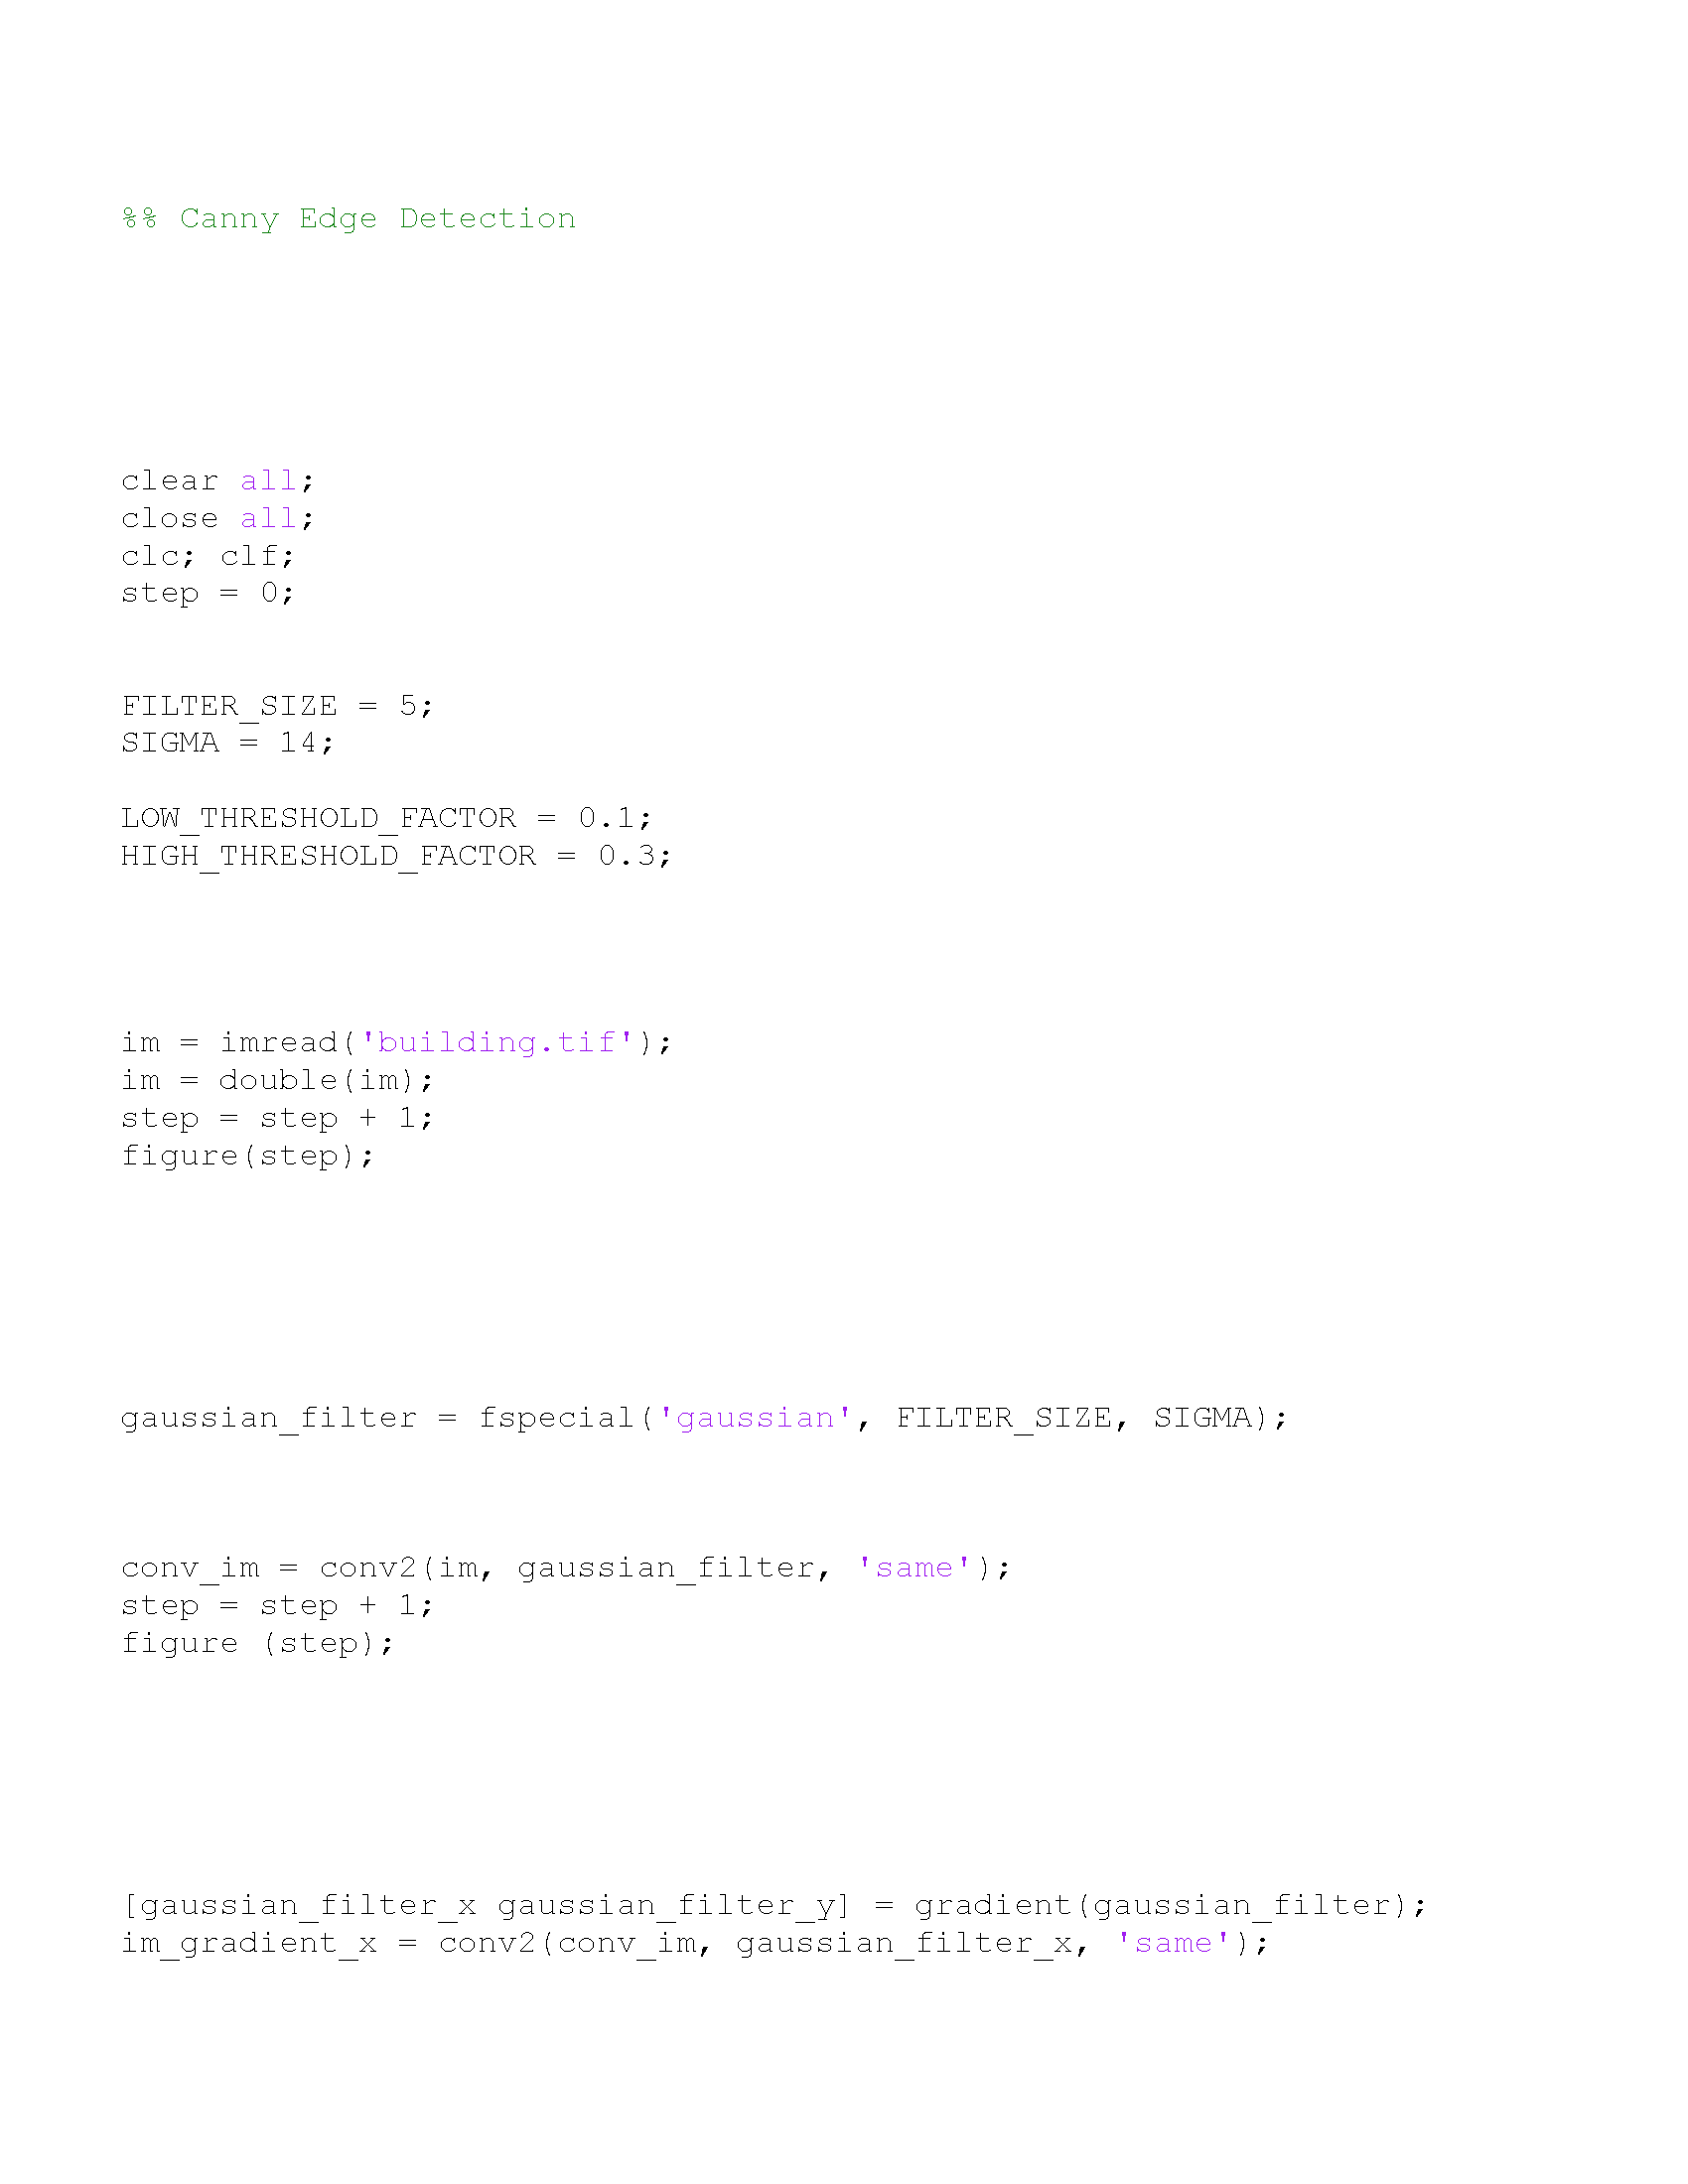 %% Canny Edge Detection
clear all;
close all;
clc; clf;
step = 0;
FILTER_SIZE = 5;
SIGMA = 14;
LOW_THRESHOLD_FACTOR = 0.1;
HIGH_THRESHOLD_FACTOR = 0.3;
im = imread('building.tif');
im = double(im);
step = step + 1;
figure(step);
gaussian_filter = fspecial('gaussian', FILTER_SIZE, SIGMA);
conv_im = conv2(im, gaussian_filter, 'same');
step = step + 1;
figure (step);
[gaussian_filter_x gaussian_filter_y] = gradient(gaussian_filter);
im_gradient_x = conv2(conv_im, gaussian_filter_x, 'same');